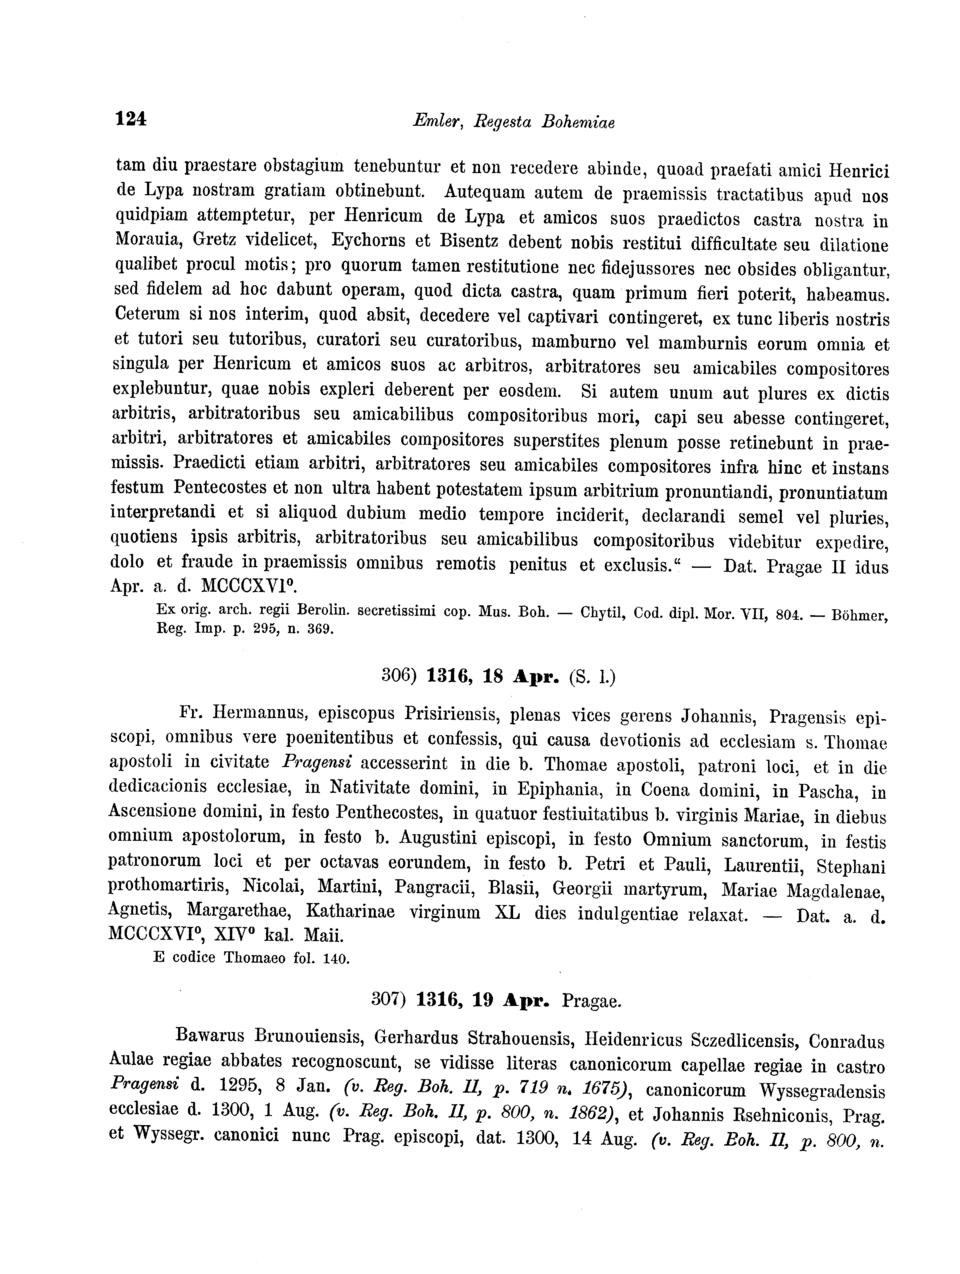 124 Emler, Regesta Bohemiae
tam diu praestare obstagium tenebuntur et non recedere abinde, quoad praefati amici Henrici
de Lypa nostram gratiam obtinebunt. Autequam autem de praemissis tractatibus apud nos
quidpiam attemptetur, per Henricum de Lypa et amicos suos praedictos castra nostra in
Morauia, Gretz videlicet, Eychorns et Bisentz debent nobis restitui difficultate seu dilatione
qualibet procul motis; pro quorum tamen restitutione nec fidejussores nec obsides obligantur,
sed fidelem ad hoc dabunt operam, quod dicta castra, quam primum fieri poterit, habeamus.
Ceterum si nos interim, quod absit, decedere vel captivari contingeret, ex tunc liberis nostris
et tutori seu tutoribus, curatori seu curatoribus, mamburno vel mamburnis eorum omnia et
singula per Henricum et amicos suos ac arbitros, arbitratores seu amicabiles compositores
explebuntur, quae nobis expleri deberent per eosdem. Si autem unum aut plures ex dictis
arbitris, arbitratoribus seu amicabilibus compositoribus mori, capi seu abesse contingeret,
arbitri, arbitratores et amicabiles compositores superstites plenum posse retinebunt in prae-
missis. Praedicti etiam arbitri, arbitratores seu amicabiles compositores infra hinc et instans
festum Pentecostes et non ultra habent potestatem ipsum arbitrium pronuntiandi, pronuntiatum
interpretandi et si aliquod dubium medio tempore inciderit, declarandi semel vel pluries,
quotiens ipsis arbitris, arbitratoribus seu amicabilibus compositoribus videbitur expedire,
dolo et fraude in praemissis omnibus remotis penitus et exclusis.“ — Dat. Pragae II idus
Apr. a. d. MCCCXVI⁰.
Ex orig. arch. regii Berolin. secretissimi cop. Mus. Boh. — Chytil, Cod. dipl. Mor. VII, 804. — Böhmer,
Reg. Imp. p. 295, n. 369.
306) 1316, 18 Apr. (S. l.)
Fr. Hermannus, episcopus Prisiriensis, plenas vices gerens Johannis, Pragensis epi-
scopi, omnibus vere poenitentibus et confessis, qui causa devotionis ad ecclesiam s. Thomae
apostoli in civitate Pragensi accesserint in die b. Thomae apostoli, patroni loci, et in die
dedicacionis ecclesiae, in Nativitate domini, in Epiphania, in Coena domini, in Pascha, in
Ascensione domini, in festo Penthecostes, in quatuor festiuitatibus b. virginis Mariae, in diebus
omnium apostolorum, in festo b. Augustini episcopi, in festo Omnium sanctorum, in festis
patronorum loci et per octavas eorundem, in festo b. Petri et Pauli, Laurentii, Stephani
prothomartiris, Nicolai, Martini, Pangracii, Blasii, Georgii martyrum, Mariae Magdalenae,
Agnetis, Margarethae, Katharinae virginum XL dies indulgentiae relaxat. — Dat. a. d.
MCCCXVI⁰, XIV⁰ kal. Maii.
E codice Thomaeo fol. 140.
307) 1316, 19 Apr. Pragae.
Bawarus Brunouiensis, Gerhardus Strahouensis, Heidenricus Sczedlicensis, Conradus
Aulae regiae abbates recognoscunt, se vidisse literas canonicorum capellae regiae in castro
Pragensi d. 1295, 8 Jan. (v. Reg. Boh. II, p. 719 n. 1675), canonicorum Wyssegradensis
ecclesiae d. 1300, 1 Aug. (v. Reg. Boh. II, p. 800, n. 1862), et Johannis Rsehniconis, Prag.
et Wyssegr. canonici nunc Prag. episcopi, dat. 1300, 14 Aug. (v. Reg. Boh. II, p. 800, n.